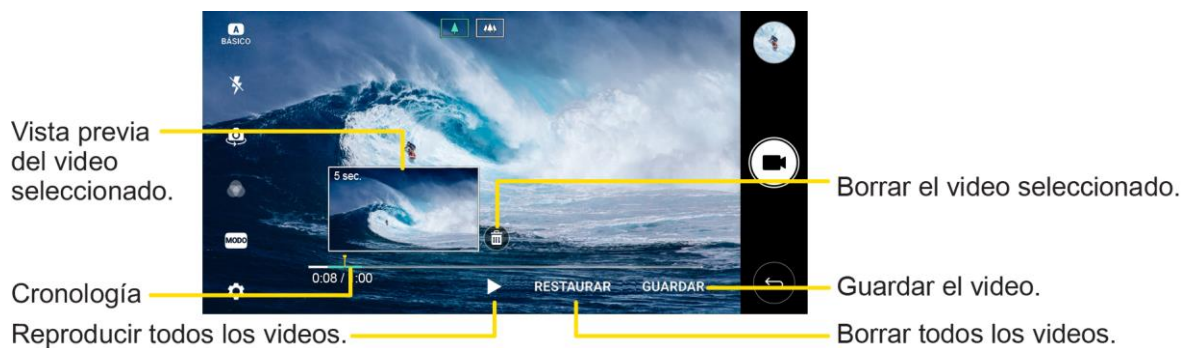 A
BÁSICO
Vista previa
del video
seleccionado.
5 sec.
Borrar el video seleccionado.
MODO
0:08 / :00
RESTAURAR
GUARDAR
Cronología
Guardar el video.
Reproducir todos los videos.
Borrar todos los videos.